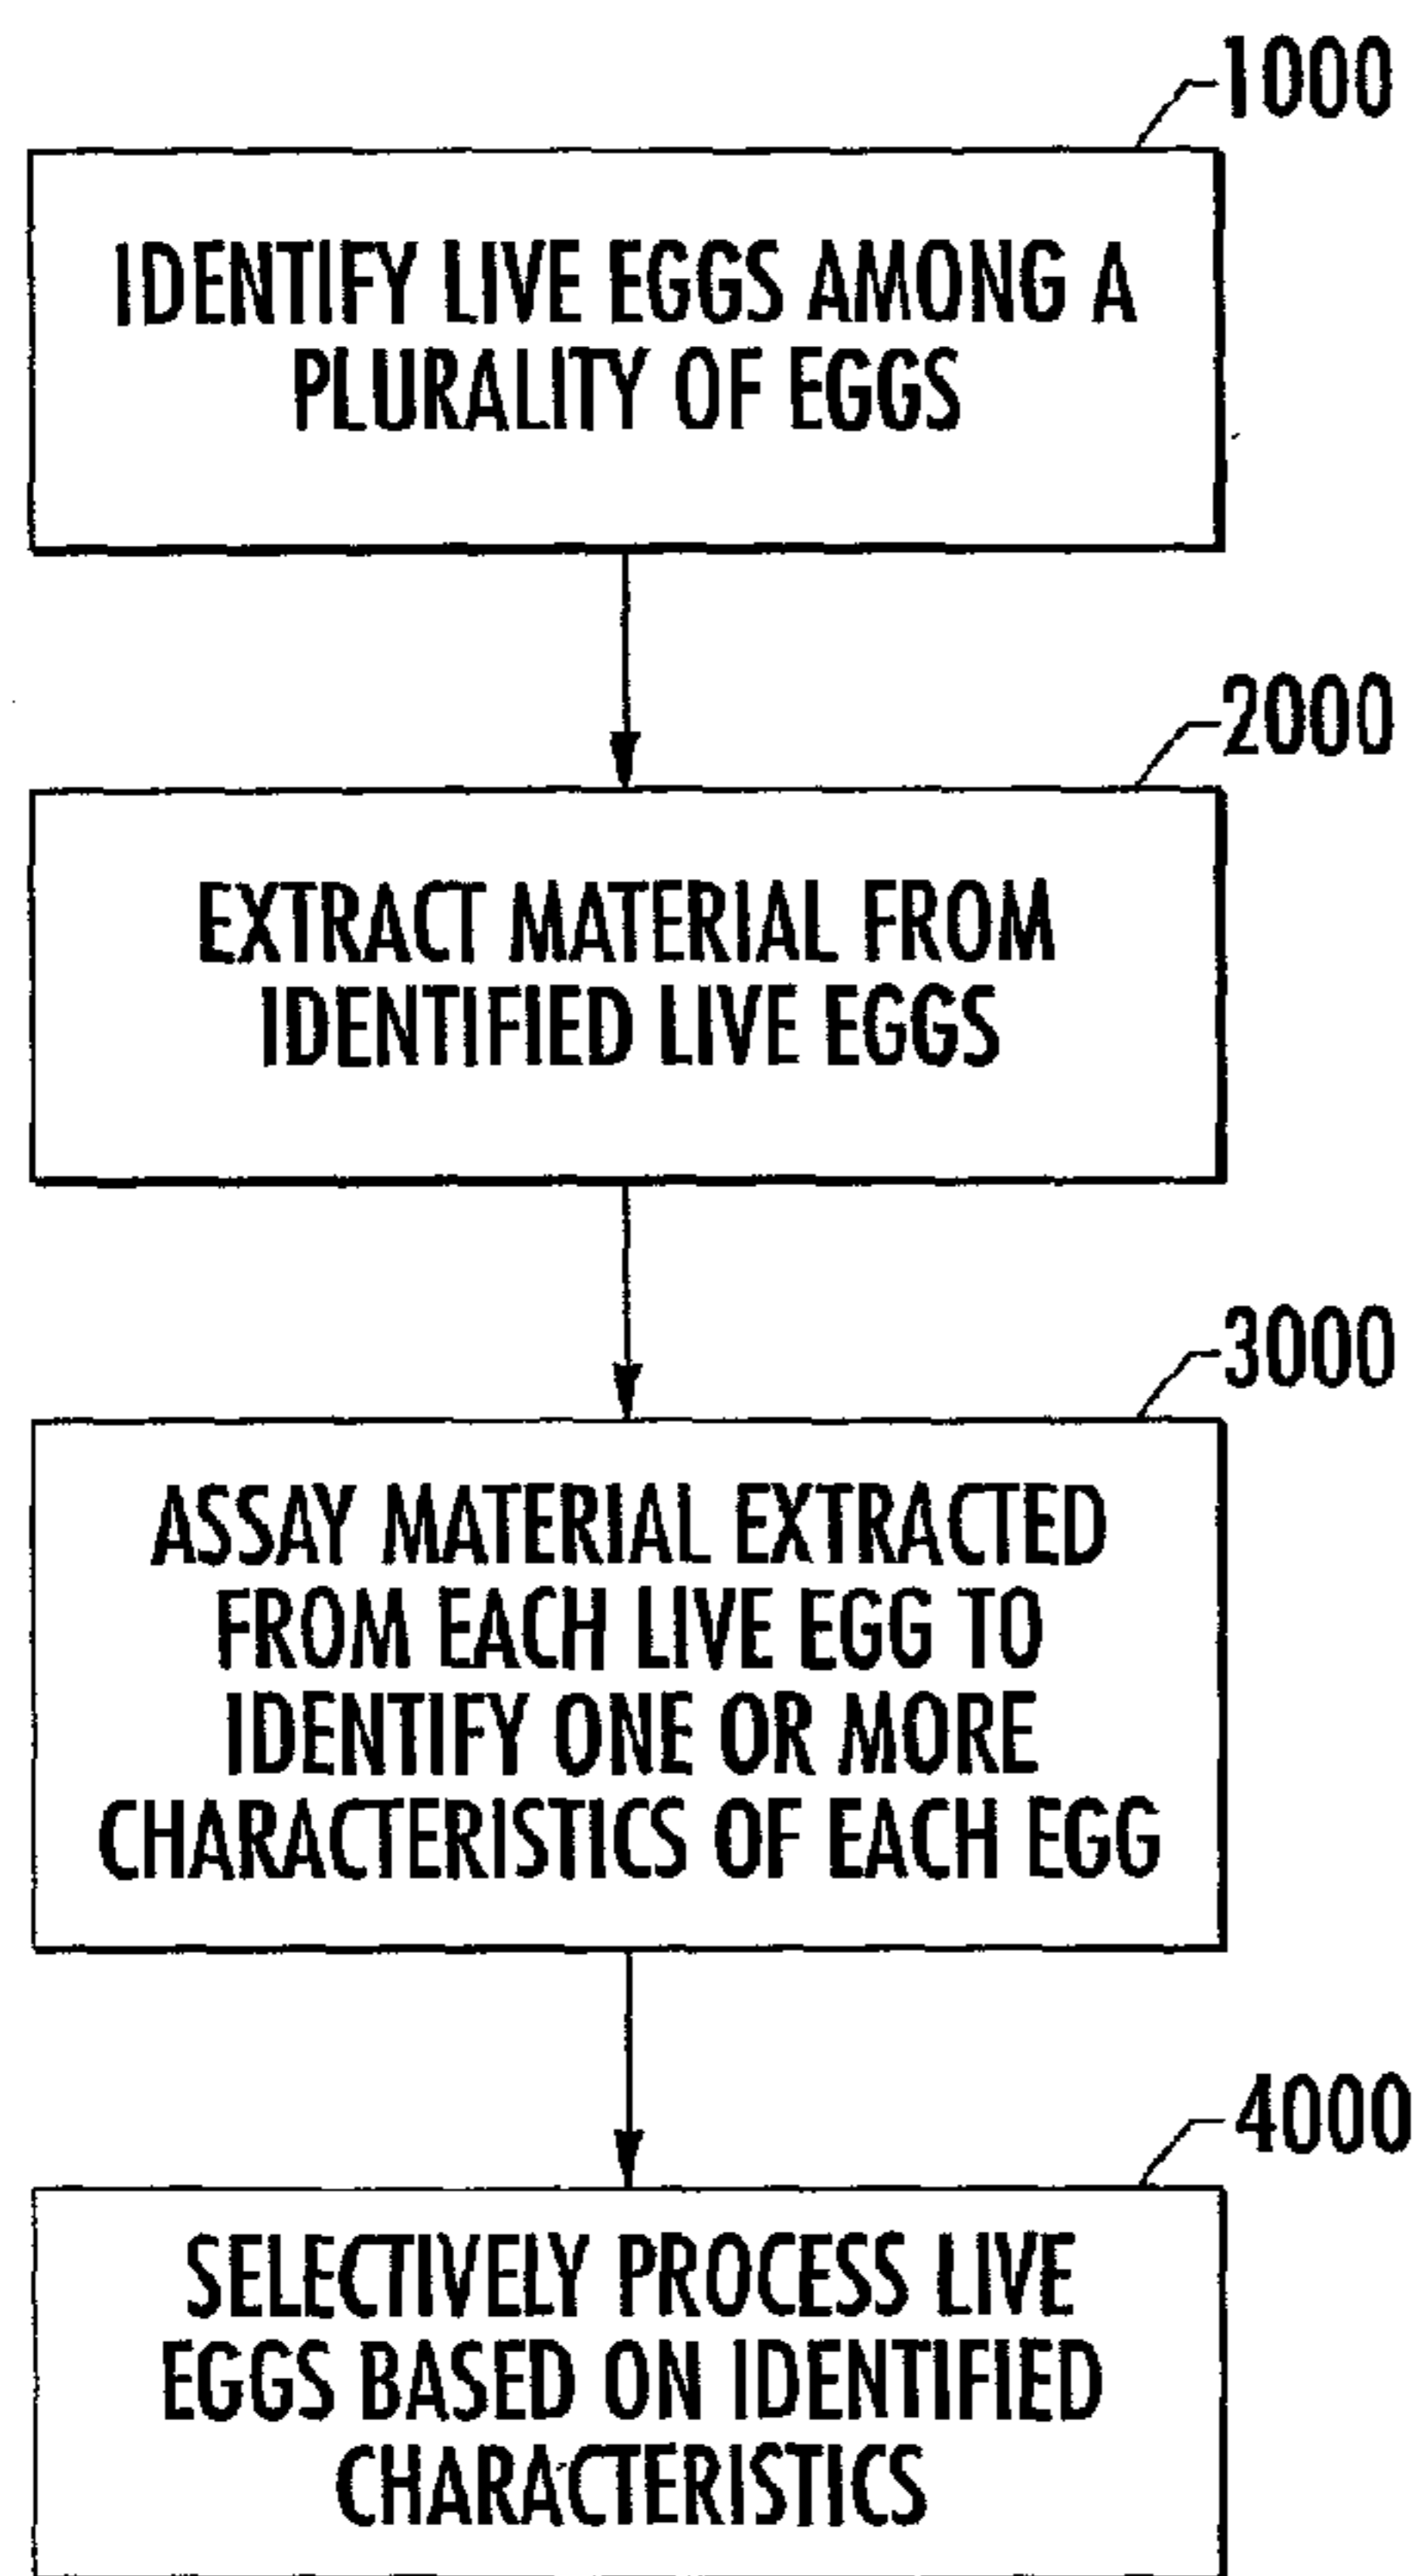 1000
IDENTIFY LIVE EGGS AMONG A
PLURALITY OF EGGS
2000
EXTRACT MATERIAL FROM
IDENTIFIED LIVE EGGS
3000
ASSAY MATERIAL EXTRACTED
FROM EACH LIVE EGG TO
IDENTIFY ONE OR MORE
CHARACTERISTICS OF EACH EGG
4000
SELECTIVELY PROCESS LIVE
EGGS BASED ON IDENTIFIED
CHARACTERISTICS